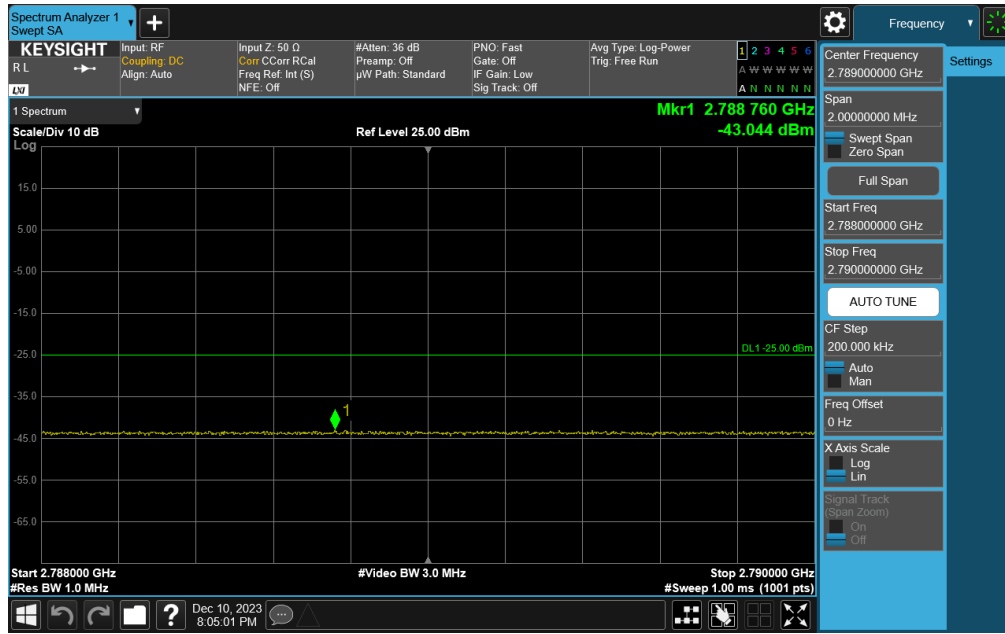 Spectrum Analyzer 1
Swept SA
Frequency
KEYSIGHT
R L
LXI
Input: RF
Coupling: DC
Align: Auto
Input Z: 50 Ω
Corr CCorr RCal
Freq Ref: Int (S)
NFE: Off
#Atten: 36 dB
Preamp: Off
µW Path: Standard
PNO: Fast
Gate: Off
IF Gain: Low
Sig Track: Off
Avg Type: Log-Power
Trig: Free Run
1 2 3 4 5 6
A W W W W W
A N N N N N
1 Spectrum
Mkr1 2.788 760 GHz
Scale/Div 10 dB
Ref Level 25.00 dBm
-43.044 dBm
Log
15.0
5.00
-5.00
-15.0
-25.0
DL1 -25.00 dBm
-35.0
1
-45.0
-55.0
-65.0
Start 2.788000 GHz
#Video BW 3.0 MHz
Stop 2.790000 GHz
#Res BW 1.0 MHz
#Sweep 1.00 ms (1001 pts)
Center Frequency
2.789000000 GHz
Settings
Span
2.00000000 MHz
Swept Span
Zero Span
Full Span
Start Freq
2.788000000 GHz
Stop Freq
2.790000000 GHz
AUTO TUNE
CF Step
200.000 kHz
Auto
Man
Freq Offset
0 Hz
X Axis Scale
Log
Lin
Signal Track
(Span Zoom)
On
Off
?
Dec 10, 2023
8:05:01 PM